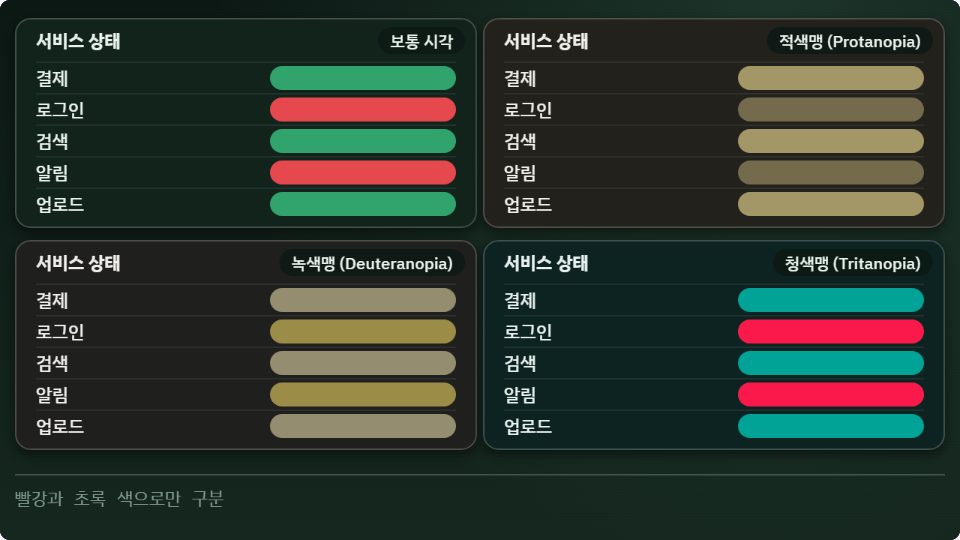 서비스 상태 보통 시각
결제
로그인
검색
알림
업로드
서비스 상태 적색맹 (Protanopia)
결제
로그인
검색
알림
업로드
서비스 상태 녹색맹 (Deuteranopia)
결제
로그인
검색
알림
업로드
서비스 상태 청색맹 (Tritanopia)
결제
로그인
검색
알림
업로드
빨강과 초록 색으로만 구분